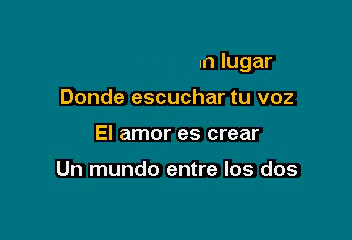 n lugar
Donde escuchar tu voz
El amor es crear
Un mundo entre los dos